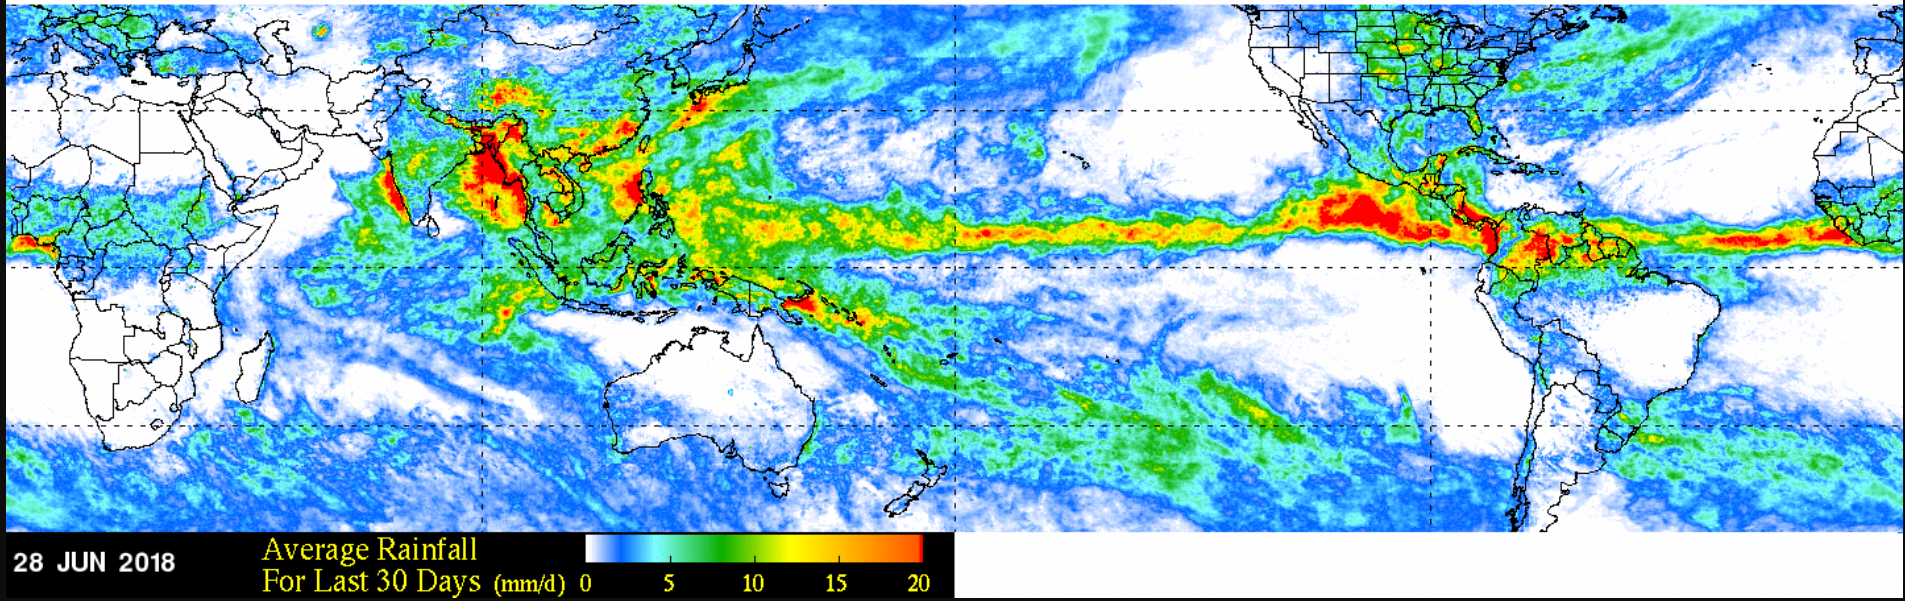 28 JUN 2018
Average Rainfall
For Last 30 Days (mm/d) 0 5 10 15 20